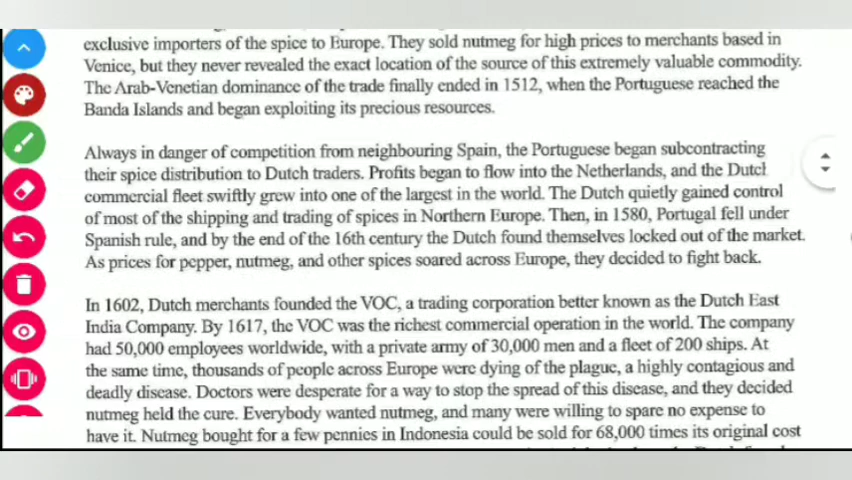 exclusive importers of the spice to Europe. They sold nutmeg for high prices to merchants based in
Venice, but they never revealed the exact location of the source of this extremely valuable commodity.
The Arab-Venetian dominance of the trade finally ended in 1512, when the Portuguese reached the
Banda Islands and began exploiting its precious resources.
Always in danger of competition from neighbouring Spain, the Portuguese began subcontracting
their spice distribution to Dutch traders. Profits began to flow into the Netherlands, and the Dutch
commercial fleet swiftly grew into one of the largest in the world. The Dutch quietly gained control
of most of the shipping and trading of spices in Northern Europe. Then, in 1580, Portugal fell under
Spanish rule, and by the end of the 16th century the Dutch found themselves locked out of the market.
As prices for pepper, nutmeg, and other spices soared across Europe, they decided to fight back.
In 1602, Dutch merchants founded the VOC, a trading corporation better known as the Dutch East
India Company. By 1617, the VOC was the richest commercial operation in the world. The company
had 50,000 employees worldwide, with a private army of 30,000 men and a fleet of 200 ships. At
the same time, thousands of people across Europe were dying of the plague, a highly contagious and
deadly disease. Doctors were desperate for a way to stop the spread of this disease, and they decided
nutmeg held the cure. Everybody wanted nutmeg, and many were willing to spare no expense to
have it. Nutmeg bought for a few pennies in Indonesia could be sold for 68,000 times its original cost